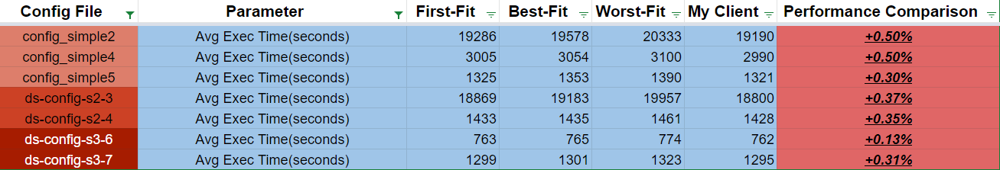 Config File Parameter First-Fit Best-Fit Worst-Fit My Client Performance Comparison
config_simple2 Avg Exec Time(seconds) 19286 19578 20333 19190 +0.50%
config_simple4 Avg Exec Time(seconds) 3005 3054 3100 2990 +0.50%
config_simple5 Avg Exec Time(seconds) 1325 1353 1390 1321 +0.30%
ds-config-s2-3 Avg Exec Time(seconds) 18869 19183 19957 18800 +0.37%
ds-config-s2-4 Avg Exec Time(seconds) 1433 1435 1461 1428 +0.35%
ds-config-s3-6 Avg Exec Time(seconds) 763 765 774 762 +0.13%
ds-config-s3-7 Avg Exec Time(seconds) 1299 1301 1323 1295 +0.31%